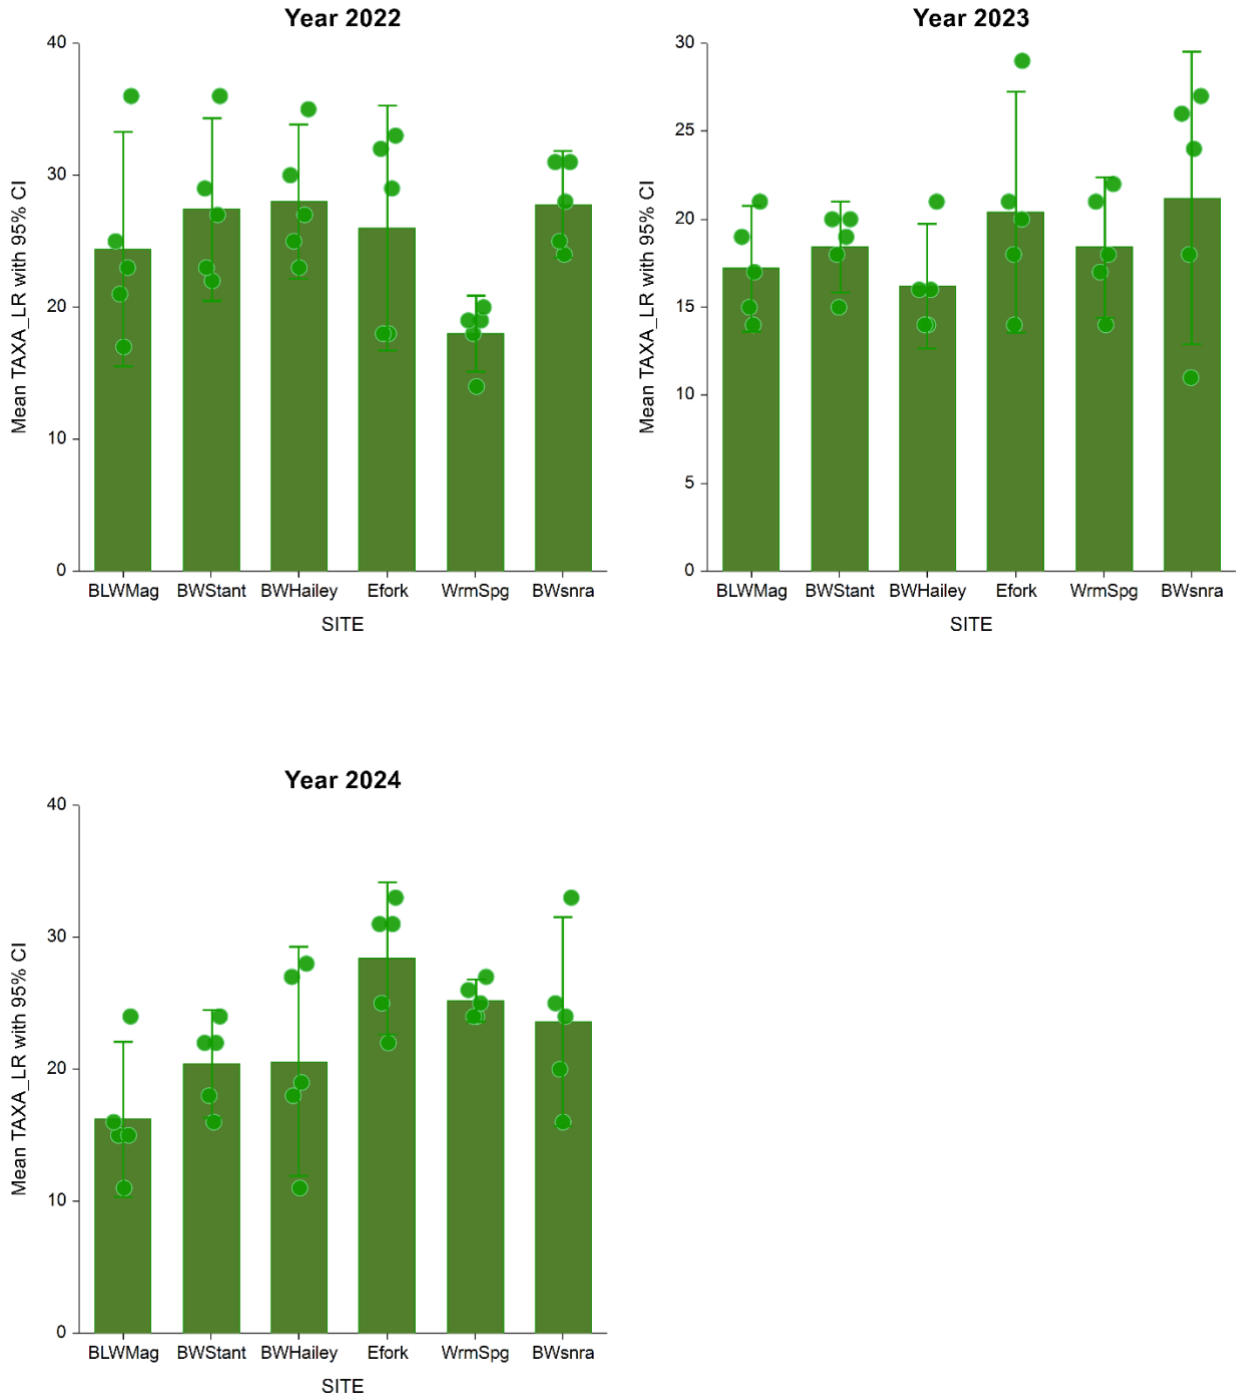 Year 2022
Mean TAXA_LR with 95% CI
40
30
20
10
0
BLWMag BWStant BWHailey Efork WrmSpg BWsnra
SITE
Year 2023
Mean TAXA_LR with 95% CI
30
25
20
15
10
5
0
BLWMag BWStant BWHailey Efork WrmSpg BWsnra
SITE
Year 2024
Mean TAXA_LR with 95% CI
40
30
20
10
0
BLWMag BWStant BWHailey Efork WrmSpg BWsnra
SITE